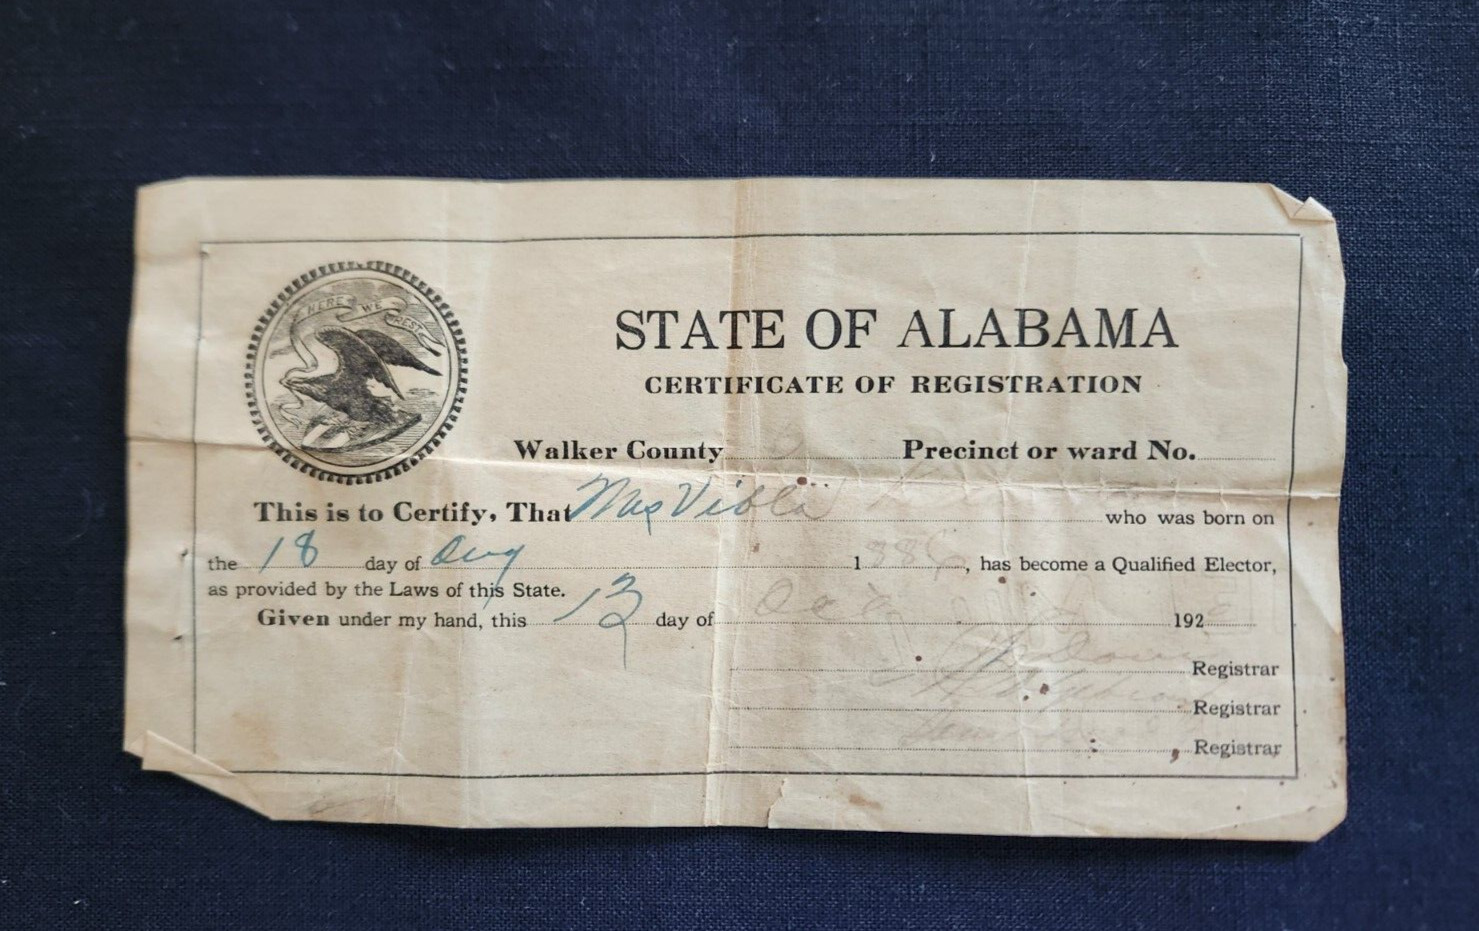 HERE WE REST
STATE OF ALABAMA
CERTIFICATE OF REGISTRATION
Walker County Precinct or ward No.
This is to Certify, That Mrs Viola who was born on
the 18 day of Aug 188, has become a Qualified Elector,
as provided by the Laws of this State.
Given under my hand, this 13 day of Oct 192
Registrar
Registrar
Registrar